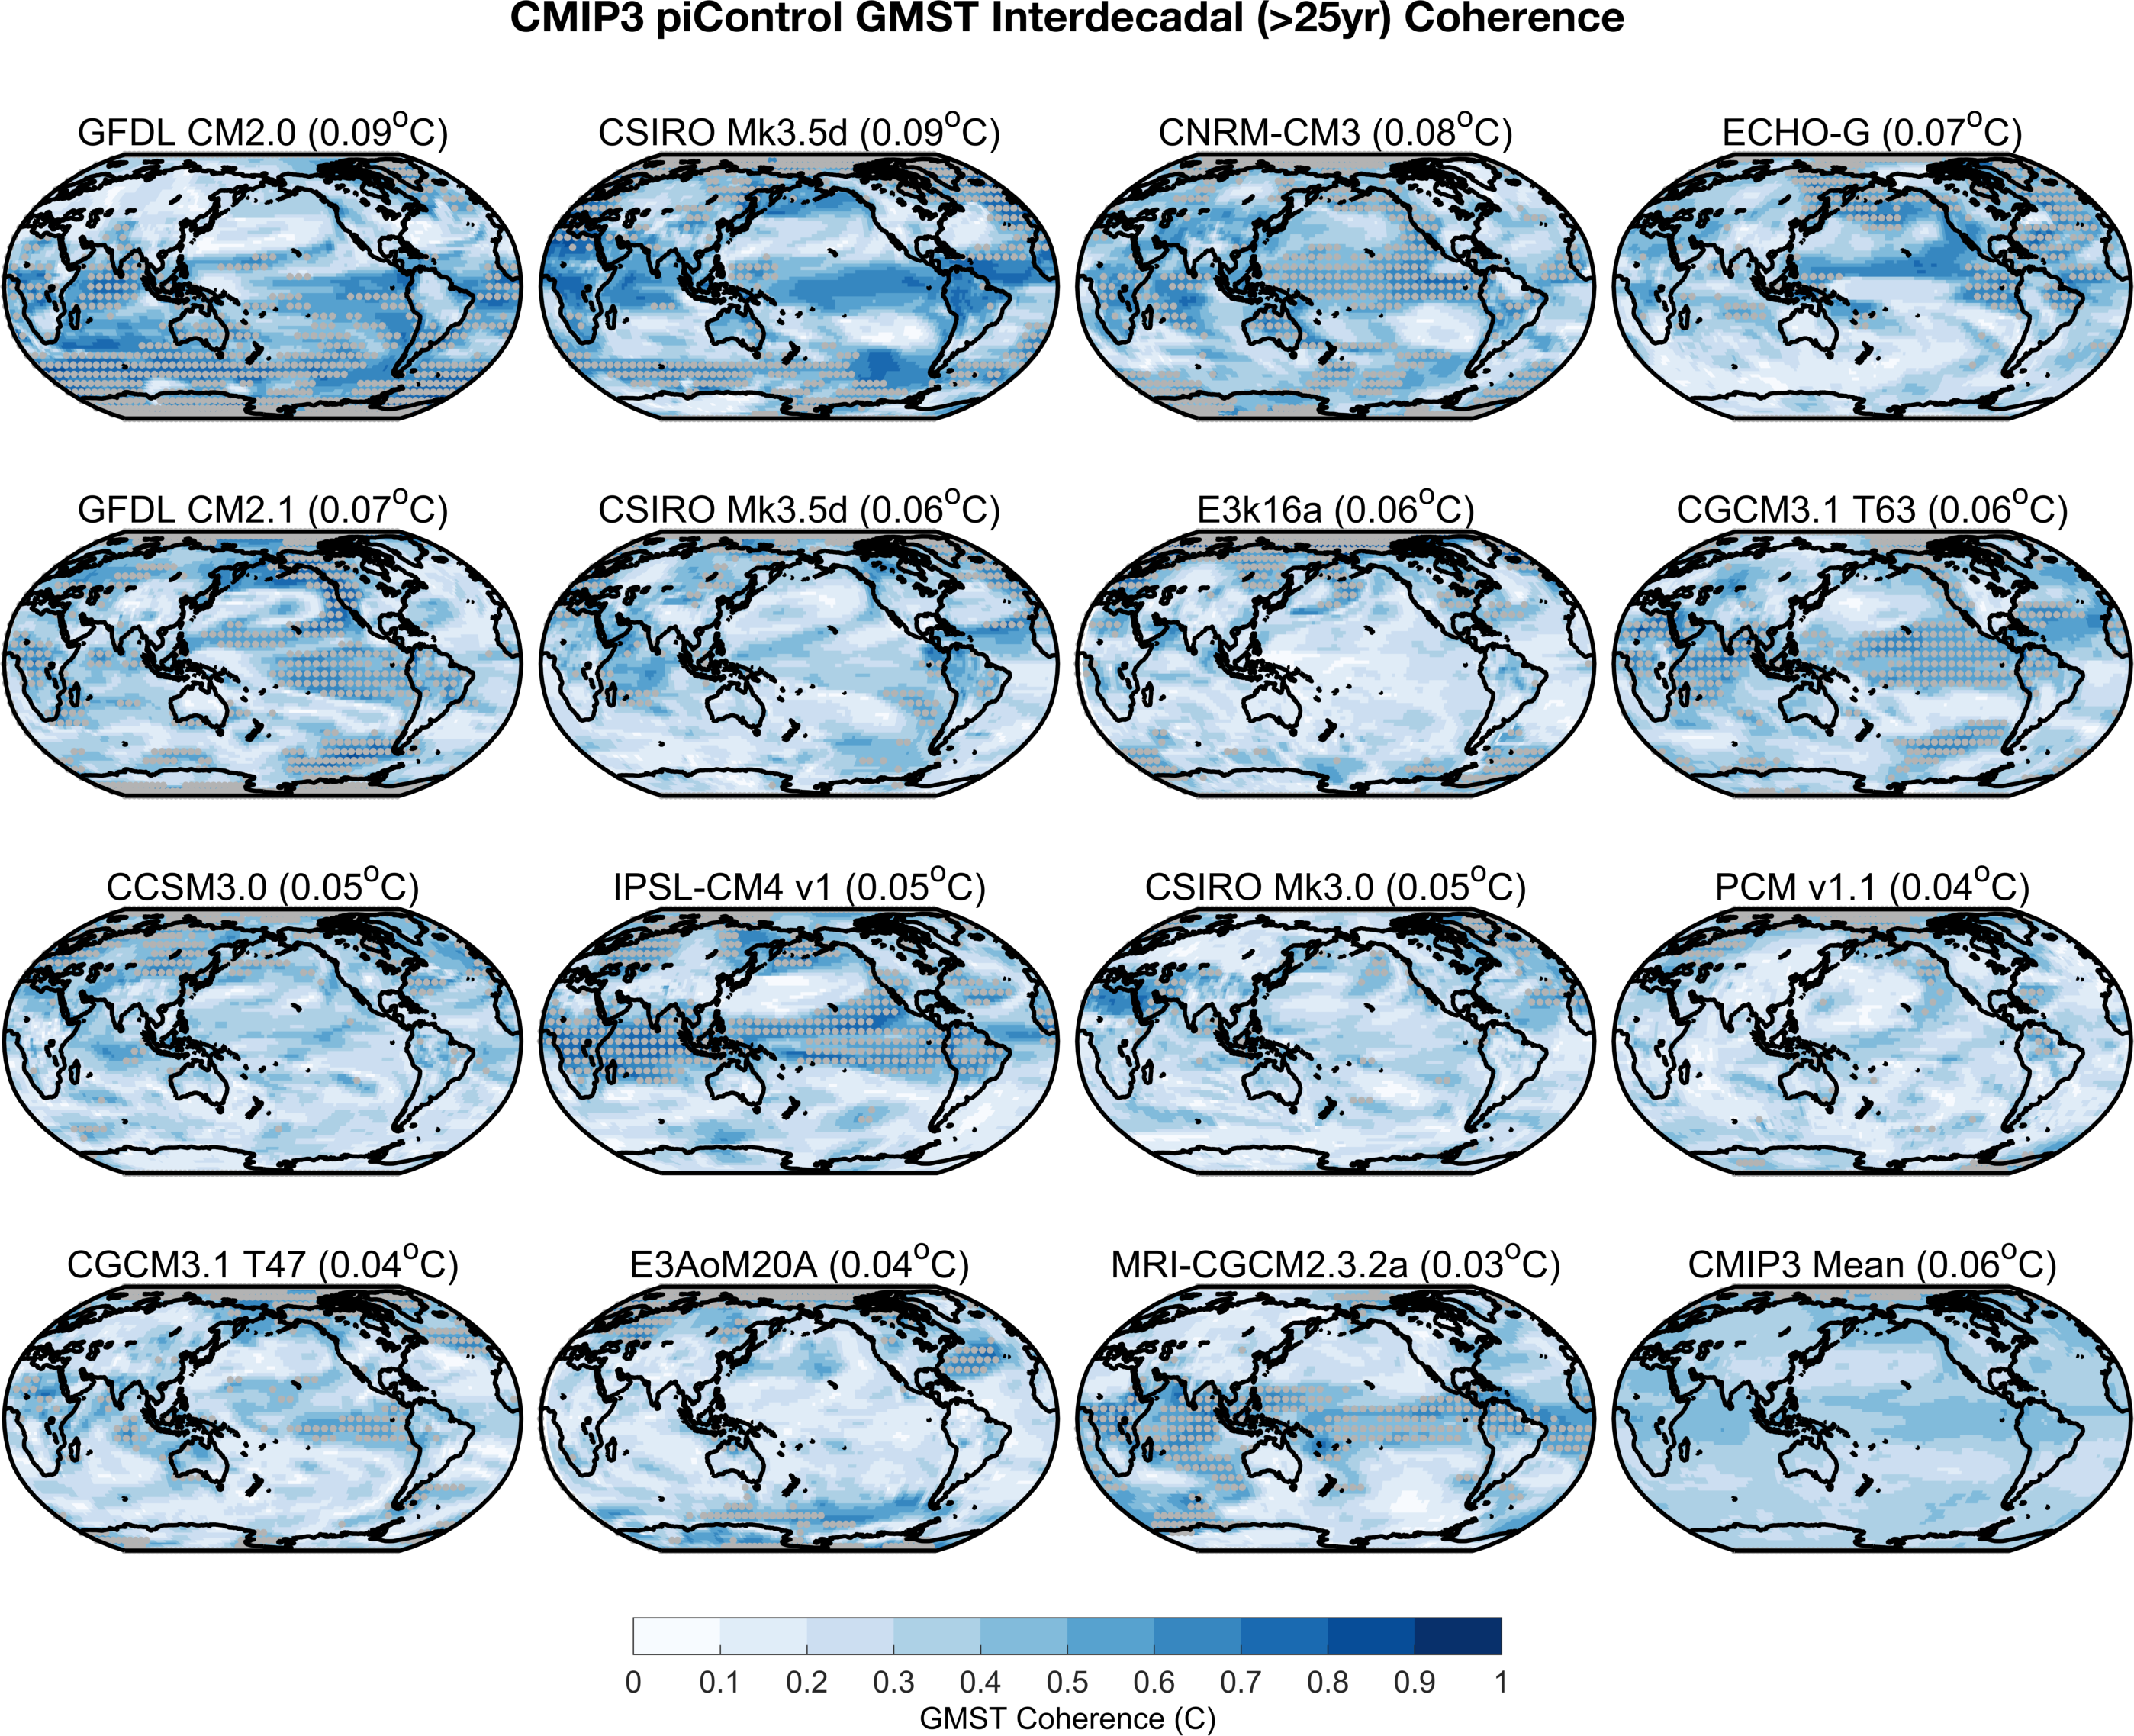 CMIP3 piControl GMST Interdecadal (>25yr) Coherence
GFDL CM2.0 (0.09°C)
CSIRO Mk3.5d (0.09°C)
CNRM-CM3 (0.08°C)
ECHO-G (0.07°C)
GFDL CM2.1 (0.07°C)
CSIRO Mk3.5d (0.06°C)
E3k16a (0.06°C)
CGCM3.1 T63 (0.06°C)
CCSM3.0 (0.05°C)
IPSL-CM4 v1 (0.05°C)
CSIRO Mk3.0 (0.05°C)
PCM v1.1 (0.04°C)
CGCM3.1 T47 (0.04°C)
E3AoM20A (0.04°C)
MRI-CGCM2.3.2a (0.03°C)
CMIP3 Mean (0.06°C)
0 0.1 0.2 0.3 0.4 0.5 0.6 0.7 0.8 0.9 1
GMST Coherence (C)